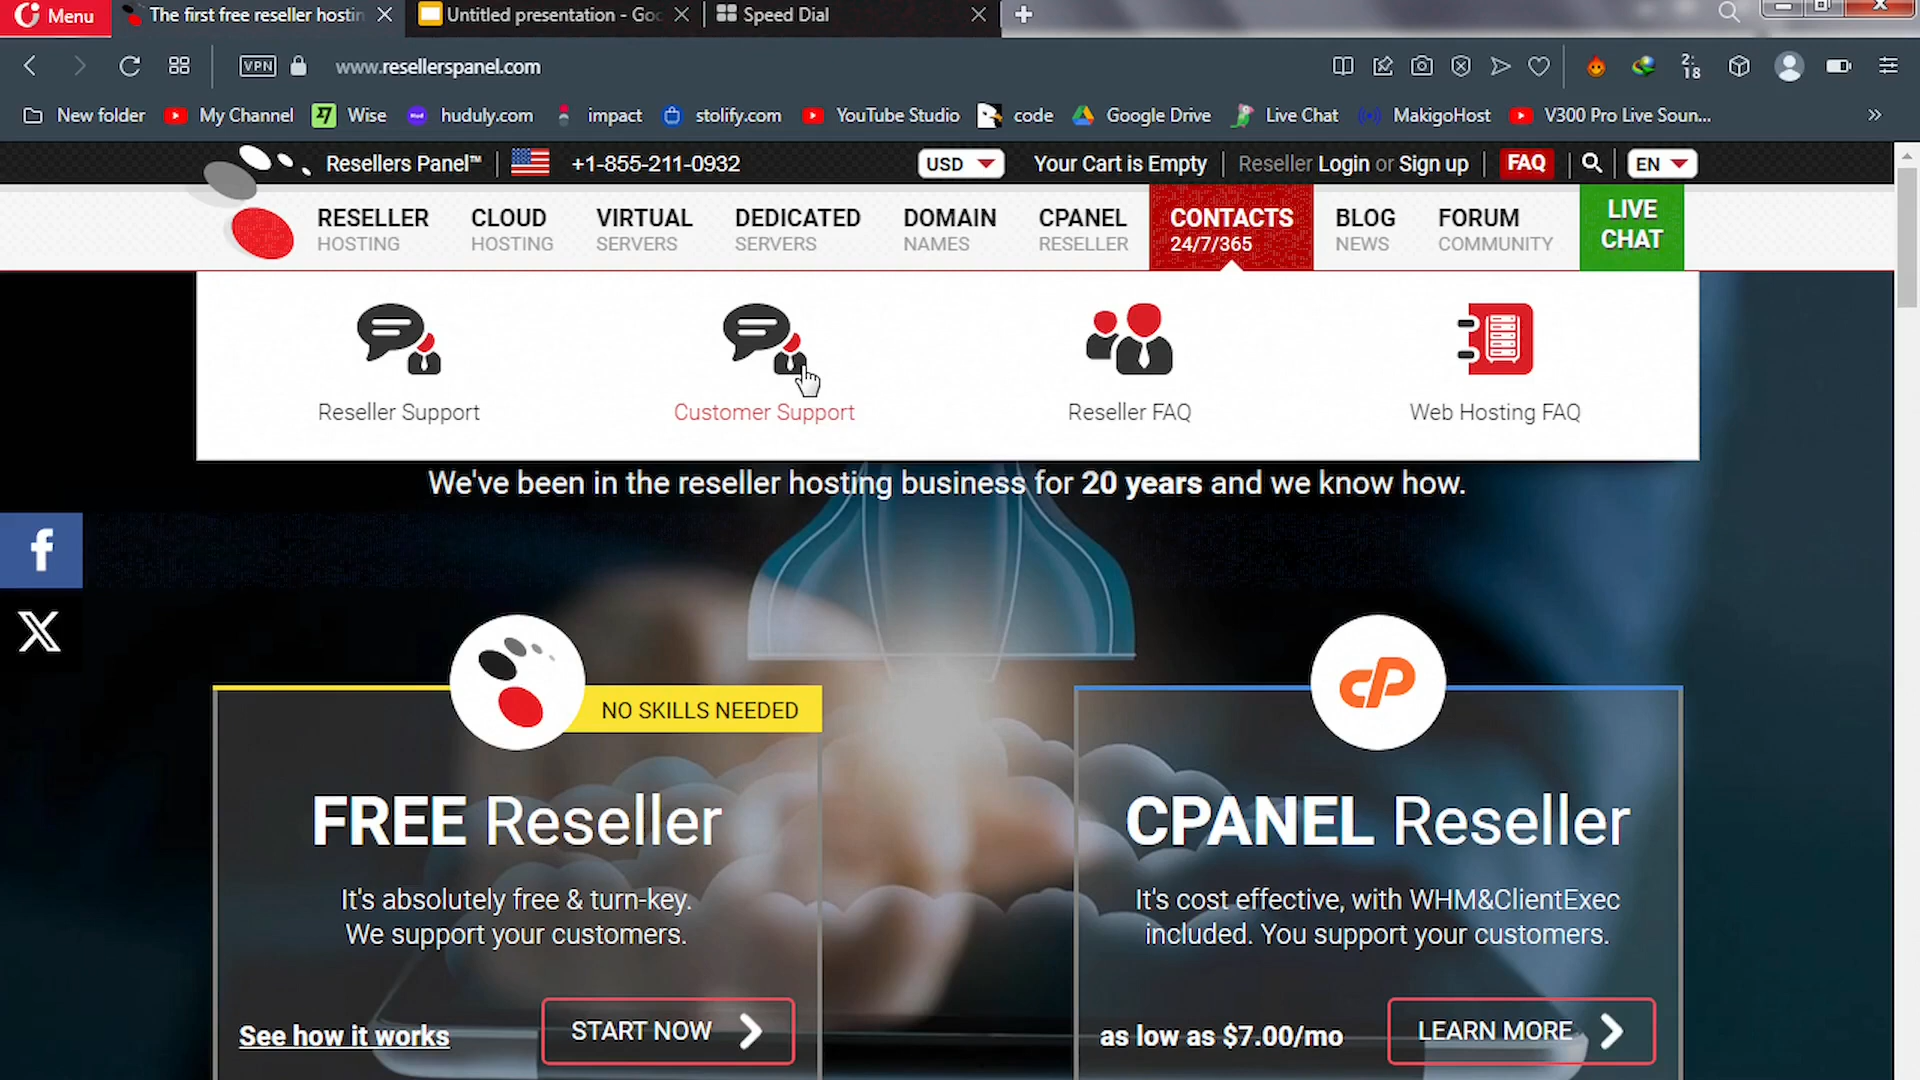 Menu
The first free reseller hostin
Untitled presentation - Goo
Speed Dial
VPN
www.resellerspanel.com
2:
18
New folder
My Channel
Wise
huduly.com
impact
stolify.com
YouTube Studio
code
Google Drive
Live Chat
MakigoHost
V300 Pro Live Soun...
Resellers Panel™
+1-855-211-0932
USD
Your Cart is Empty
Reseller Login or Sign up
FAQ
EN
RESELLER
HOSTING
CLOUD
HOSTING
VIRTUAL
SERVERS
DEDICATED
SERVERS
DOMAIN
NAMES
CPANEL
RESELLER
CONTACTS
24/7/365
BLOG
NEWS
FORUM
COMMUNITY
LIVE
CHAT
Reseller Support
Customer Support
Reseller FAQ
Web Hosting FAQ
We've been in the reseller hosting business for 20 years and we know how.
NO SKILLS NEEDED
FREE Reseller
It's absolutely free & turn-key.
We support your customers.
See how it works
START NOW
cP
CPANEL Reseller
It's cost effective, with WHM&ClientExec
included. You support your customers.
as low as $7.00/mo
LEARN MORE